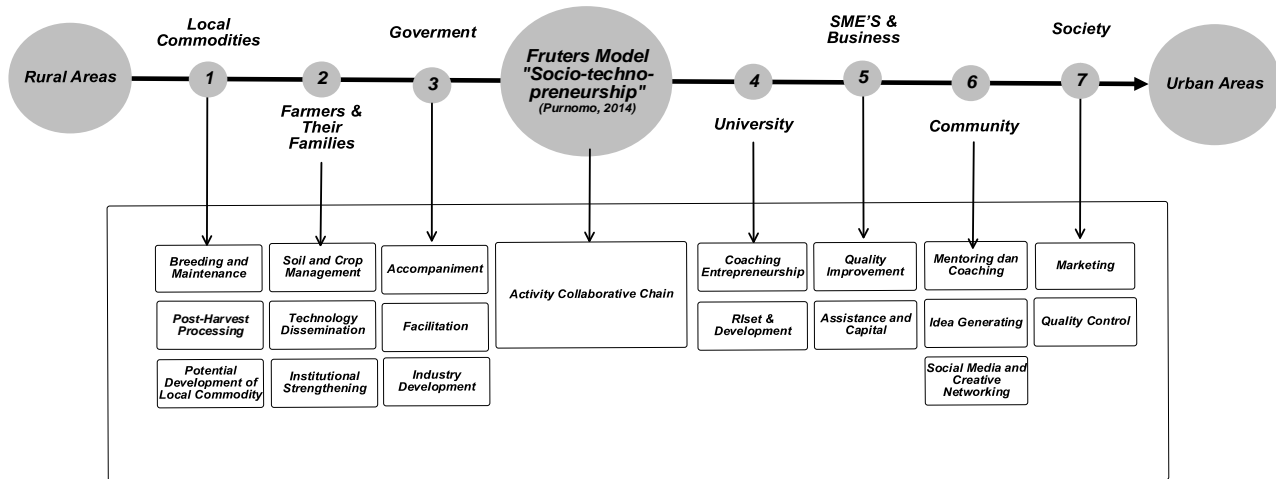 Local
Commodities
Goverment
SME'S &
Business
Society
Rural Areas
1
2
3
Fruters Model
"Socio-techno-
preneurship"
(Purnomo, 2014)
4
5
6
7
Urban Areas
Farmers &
Their
Families
University
Community
Breeding and
Maintenance
Post-Harvest
Processing
Potential
Development of
Local Commodity
Soil and Crop
Management
Technology
Dissemination
Institutional
Strengthening
Accompaniment
Facilitation
Industry
Development
Activity Collaborative Chain
Coaching
Entrepreneurship
RIset &
Development
Quality
Improvement
Assistance and
Capital
Mentoring dan
Coaching
Idea Generating
Social Media and
Creative
Networking
Marketing
Quality Control